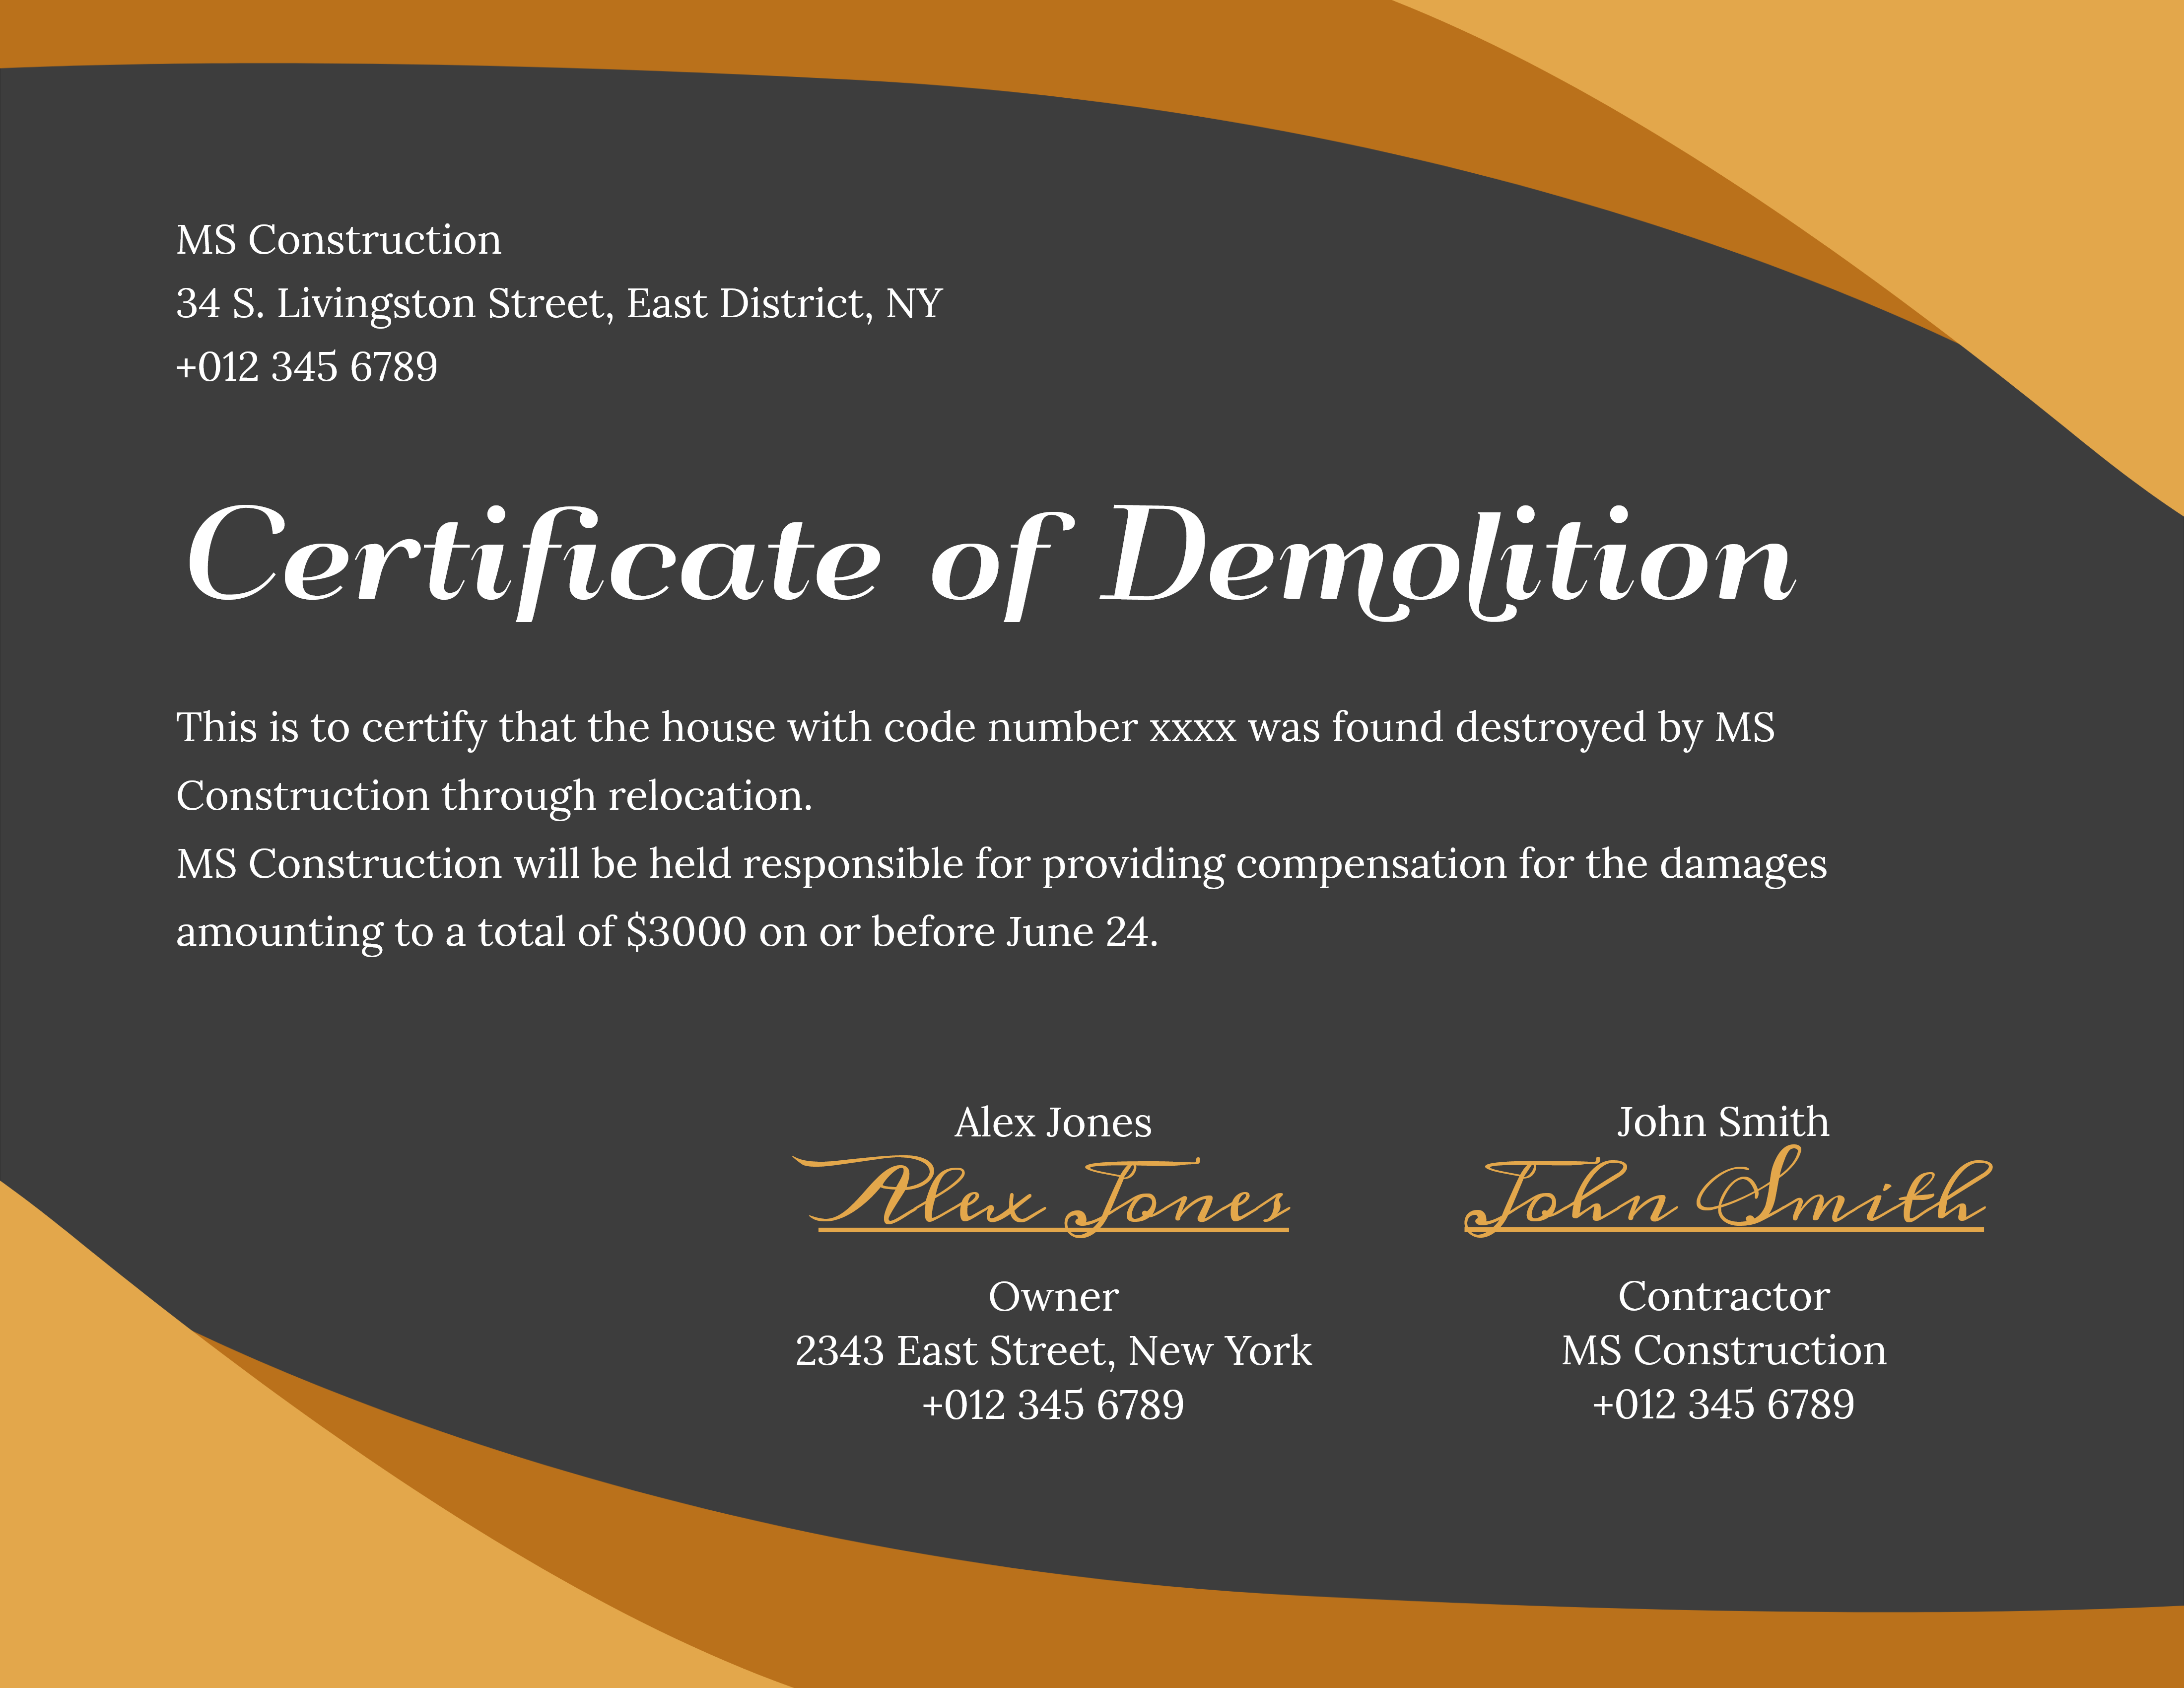 MS Construction
34 S. Livingston Street, East District, NY
+012 345 6789
Certificate of Demolition
This is to certify that the house with code number xxxx was found destroyed by MS
Construction through relocation.
MS Construction will be held responsible for providing compensation for the damages
amounting to a total of $3000 on or before June 24.
Alex Jones
Alex Jones
Owner
2343 East Street, New York
+012 345 6789
John Smith
John Smith
Contractor
MS Construction
+012 345 6789